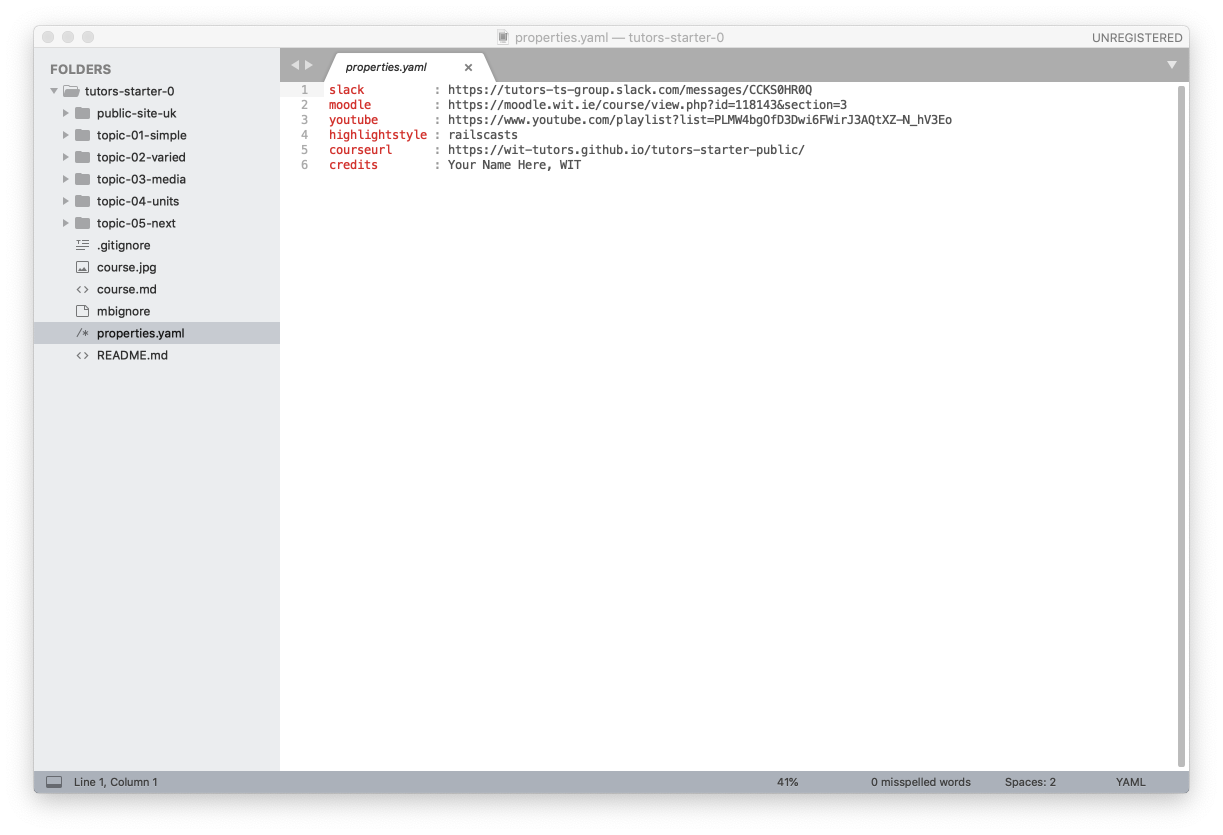 properties.yaml — tutors-starter-0
UNREGISTERED
FOLDERS
tutors-starter-0
public-site-uk
topic-01-simple
topic-02-varied
topic-03-media
topic-04-units
topic-05-next
.gitignore
course.jpg
course.md
mbignore
/* properties.yaml
README.md
properties.yaml ×
1 slack : https://tutors-ts-group.slack.com/messages/CCKS0HR0Q
2 moodle : https://moodle.wit.ie/course/view.php?id=118143&section=3
3 youtube : https://www.youtube.com/playlist?list=PLMW4bgOfD3Dwi6FWirJ3AQtXZ-N_hV3Eo
4 highlightstyle : railscasts
5 courseurl : https://wit-tutors.github.io/tutors-starter-public/
6 credits : Your Name Here, WIT
Line 1, Column 1
41%
0 misspelled words
Spaces: 2
YAML